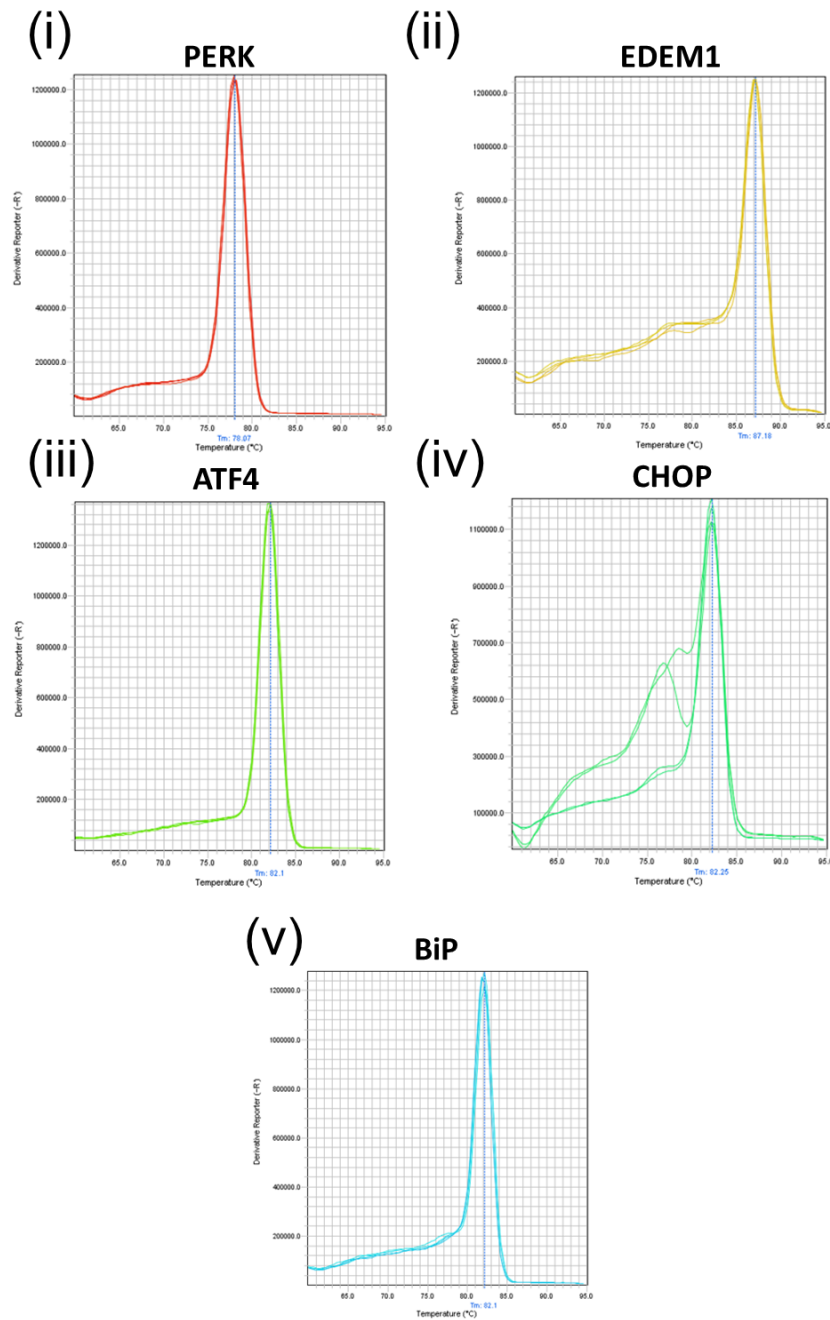 (i)
PERK
Derivative Reporter (-R')
1200000.0
1000000.0
800000.0
600000.0
400000.0
200000.0
65.0 70.0 75.0 80.0 85.0 90.0 95.0
Tm: 78.07
Temperature (°C)
(ii)
EDEM1
Derivative Reporter (-R')
1200000.0
1000000.0
800000.0
600000.0
400000.0
200000.0
65.0 70.0 75.0 80.0 85.0 90.0 95.0
Tm: 87.18
Temperature (°C)
(iii)
ATF4
Derivative Reporter (-R')
1200000.0
1000000.0
800000.0
600000.0
400000.0
200000.0
65.0 70.0 75.0 80.0 85.0 90.0 95.0
Tm: 82.1
Temperature (°C)
(iv)
CHOP
Derivative Reporter (-R')
1100000.0
900000.0
700000.0
500000.0
300000.0
100000.0
65.0 70.0 75.0 80.0 85.0 90.0 95.0
Tm: 82.25
Temperature (°C)
(v)
BiP
Derivative Reporter (-R')
1200000.0
1000000.0
800000.0
600000.0
400000.0
200000.0
65.0 70.0 75.0 80.0 85.0 90.0 95.0
Tm: 82.1
Temperature (°C)